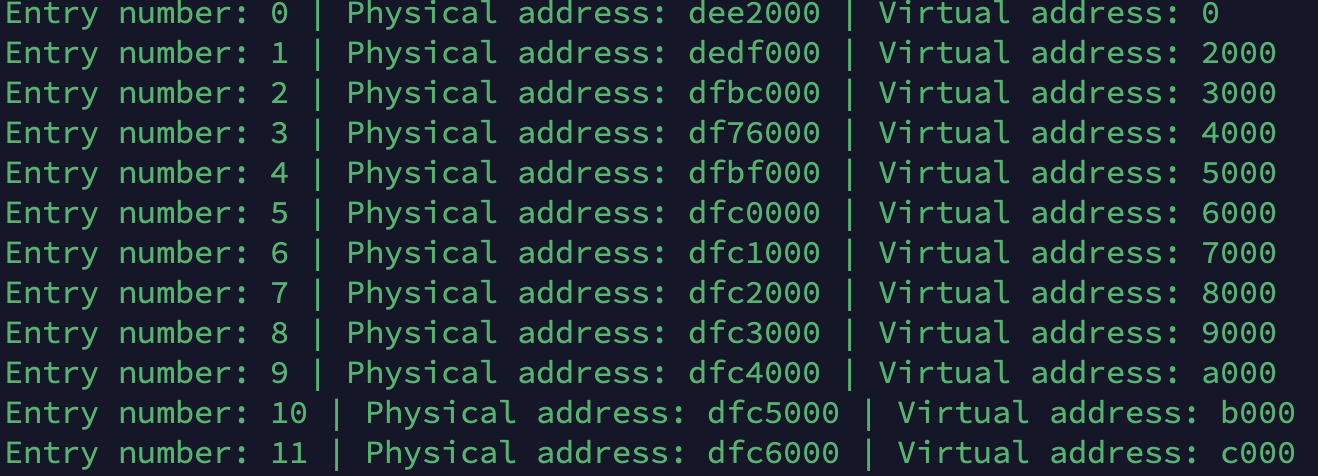 Entry number: 0 | Physical address: dee2000 | Virtual address: 0
Entry number: 1 | Physical address: dedf000 | Virtual address: 2000
Entry number: 2 | Physical address: dfbc000 | Virtual address: 3000
Entry number: 3 | Physical address: df76000 | Virtual address: 4000
Entry number: 4 | Physical address: dfbf000 | Virtual address: 5000
Entry number: 5 | Physical address: dfc0000 | Virtual address: 6000
Entry number: 6 | Physical address: dfc1000 | Virtual address: 7000
Entry number: 7 | Physical address: dfc2000 | Virtual address: 8000
Entry number: 8 | Physical address: dfc3000 | Virtual address: 9000
Entry number: 9 | Physical address: dfc4000 | Virtual address: a000
Entry number: 10 | Physical address: dfc5000 | Virtual address: b000
Entry number: 11 | Physical address: dfc6000 | Virtual address: c000